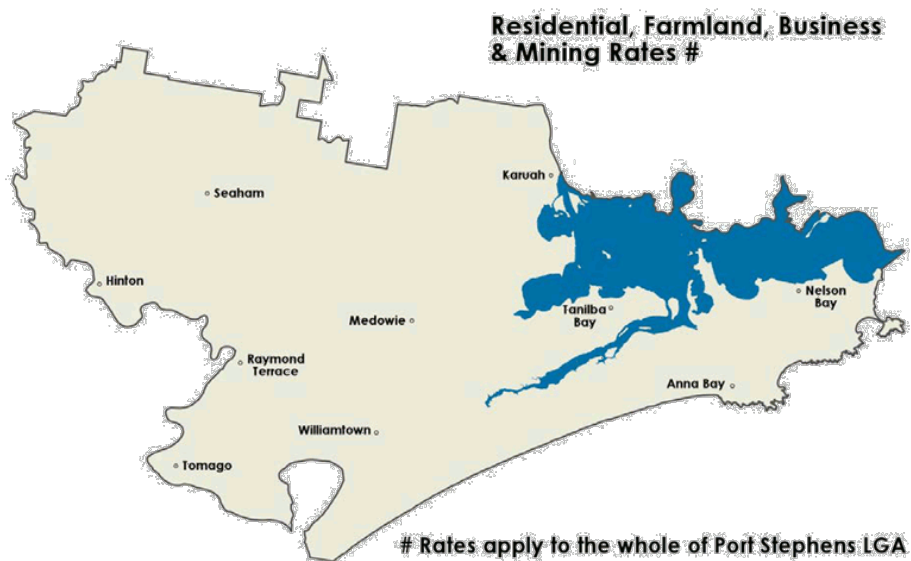 Residential, Farmland, Business
& Mining Rates #
Karuah
Seaham
Hinton
Nelson
Bay
Tanilba
Bay
Medowie
Raymond
Terrace
Anna Bay
Williamtown
Tomago
# Rates apply to the whole of Port Stephens LGA